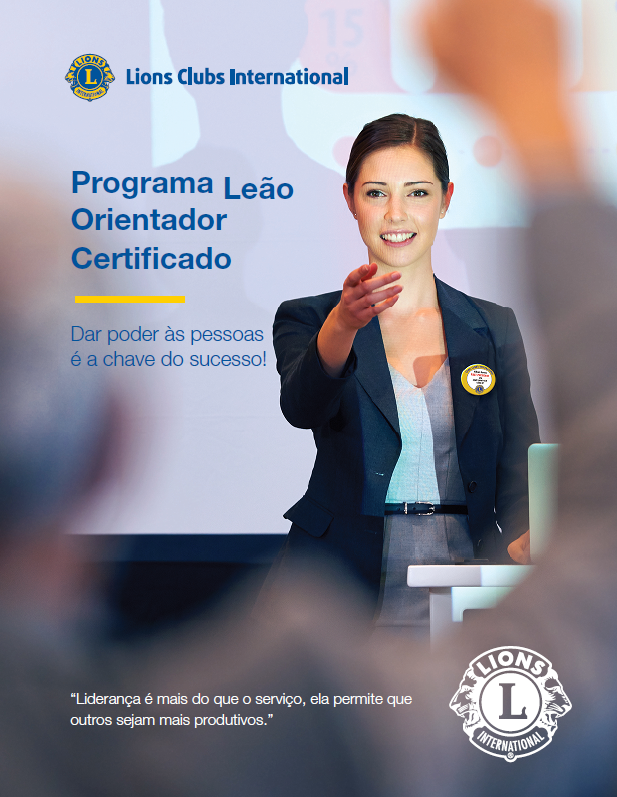 LIONS
L
INTERNATIONAL
Lions Clubs International
15
Programa Leão
Orientador
Certificado
Dar poder às pessoas
é a chave do sucesso!
“Liderança é mais do que o serviço, ela permite que
outros sejam mais produtivos.”
LIONS
L
INTERNATIONAL
®